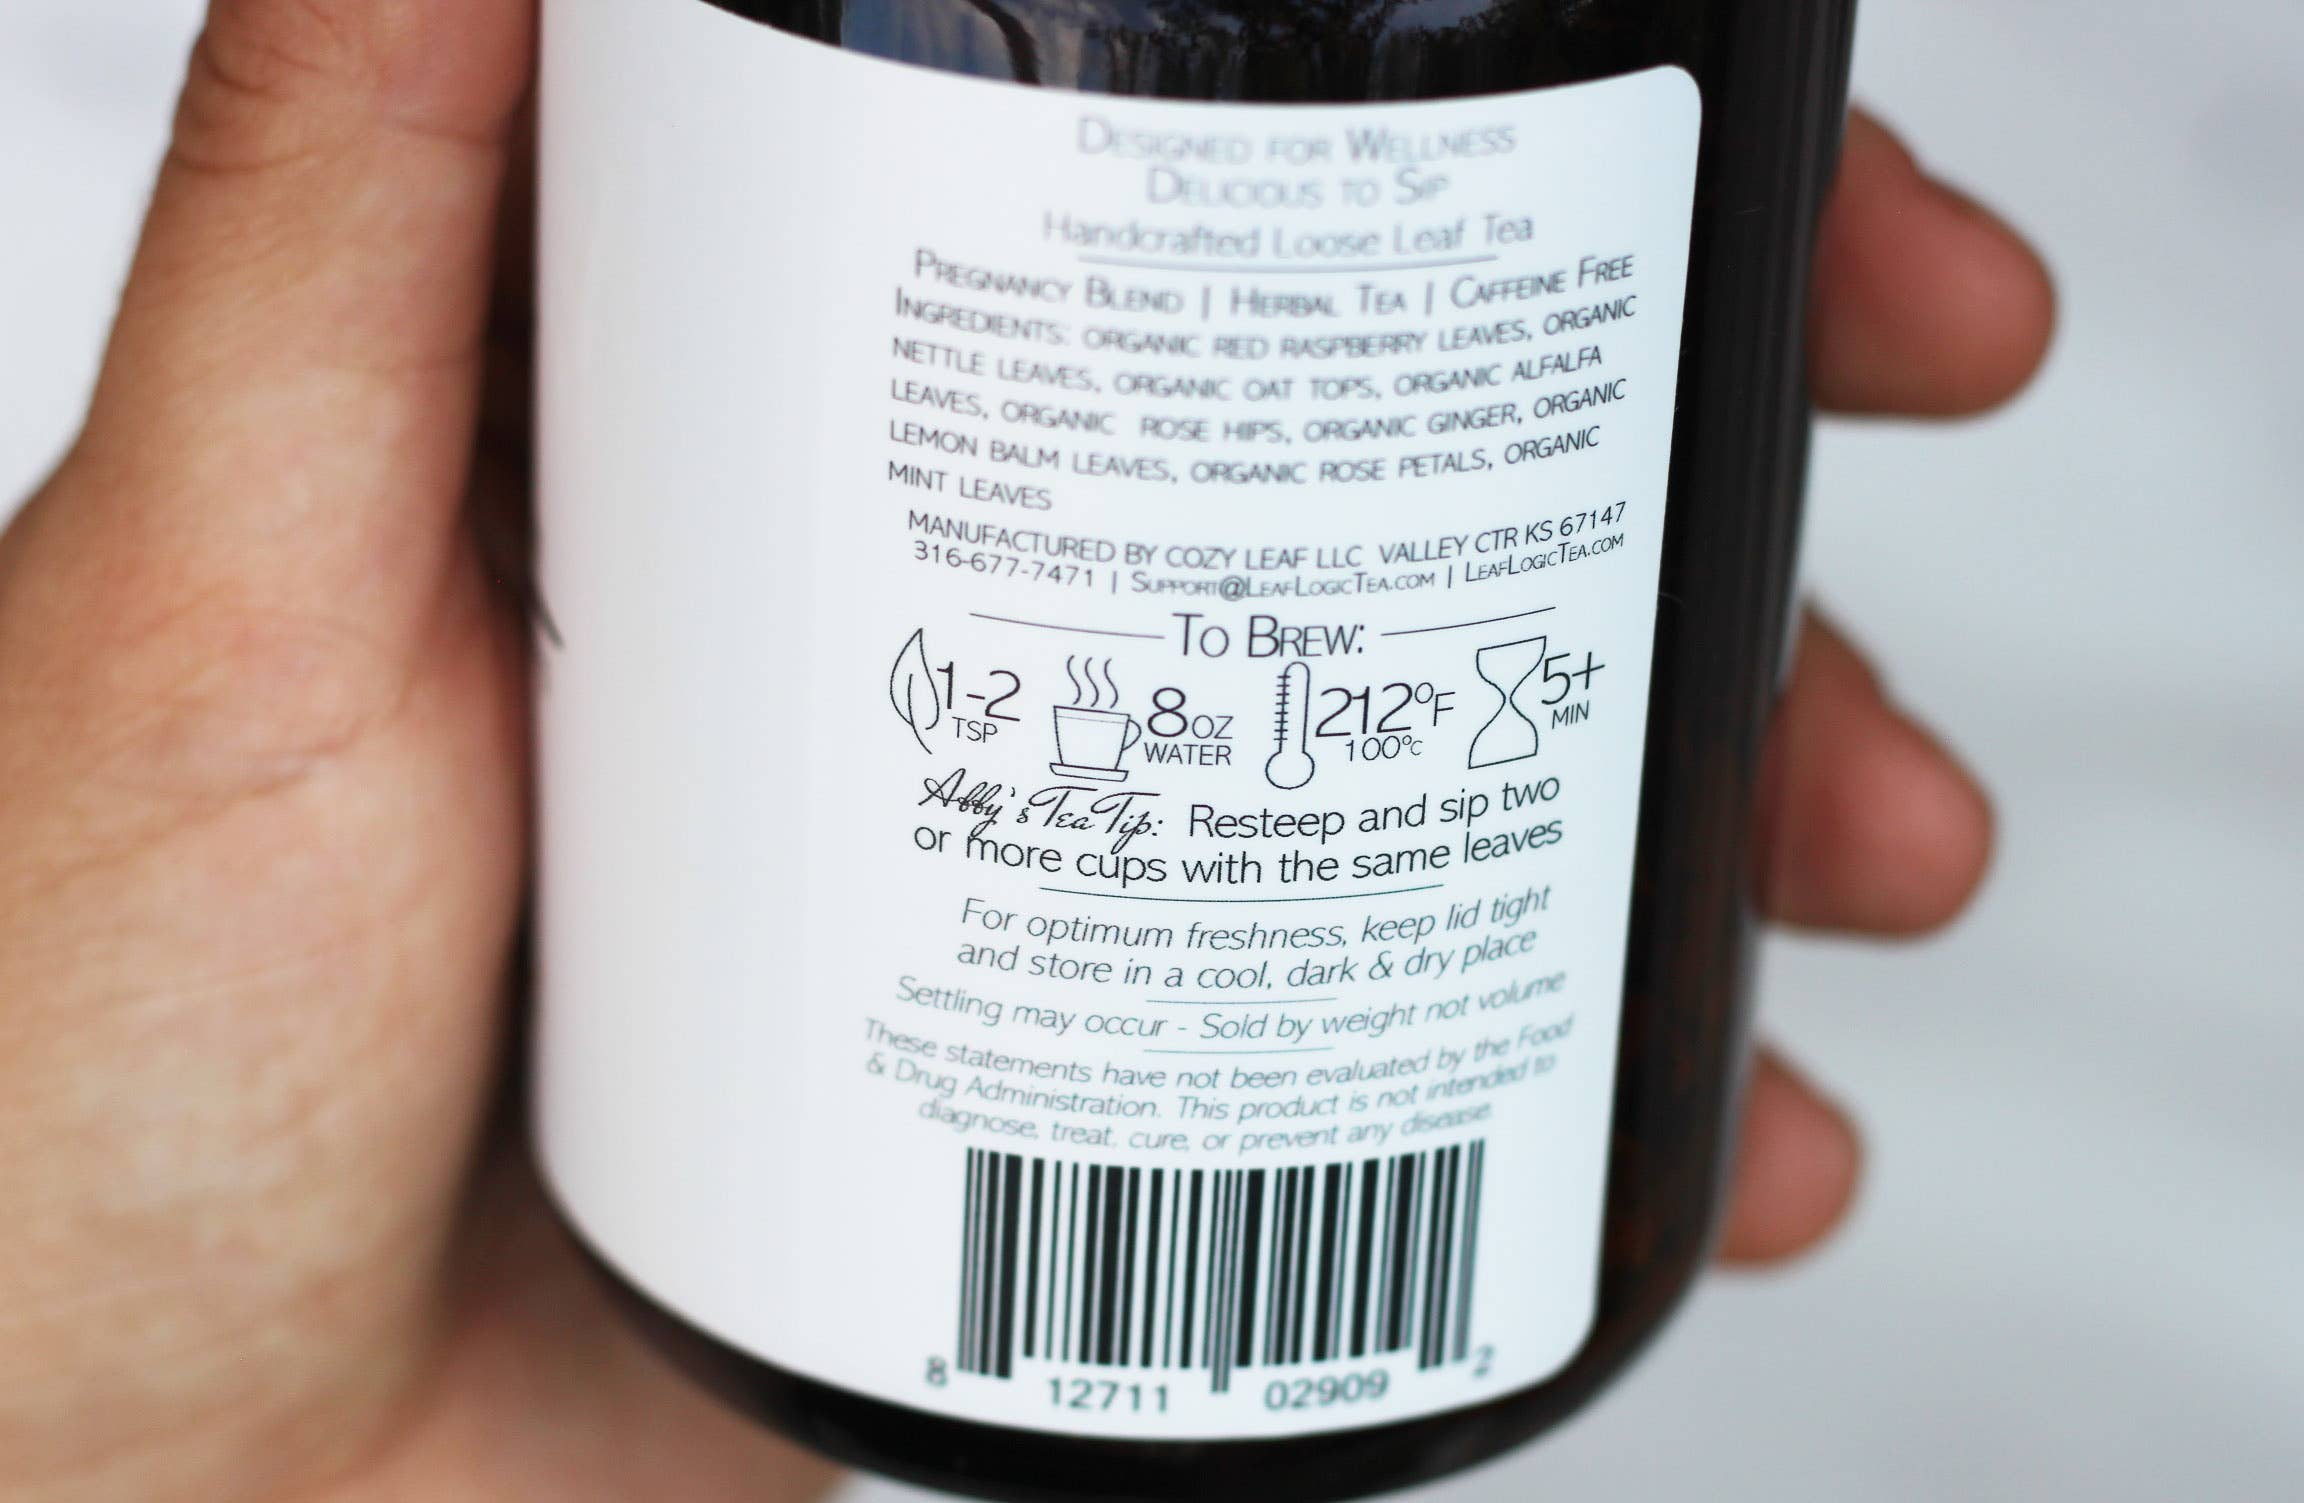 Designed for Wellness
Delicious to Sip
Handcrafted Loose Leaf Tea
Pregnancy Blend | Herbal Tea | Caffeine Free
Ingredients: organic red raspberry leaves, organic
nettle leaves, organic oat tops, organic alfalfa
leaves, organic rose hips, organic ginger, organic
lemon balm leaves, organic rose petals, organic
mint leaves
MANUFACTURED BY COZY LEAF LLC VALLEY CTR KS 67147
316-677-7471 | Support@LeafLogicTea.com | LeafLogicTea.com
To Brew:
1-2 TSP
8 OZ WATER
212°F 100°C
5+ MIN
Abby's Tea Tip: Resteep and sip two
or more cups with the same leaves
For optimum freshness, keep lid tight
and store in a cool, dark & dry place
Settling may occur - Sold by weight not volume
These statements have not been evaluated by the Food
& Drug Administration. This product is not intended to
diagnose, treat, cure, or prevent any disease.
8 12711 02909 2